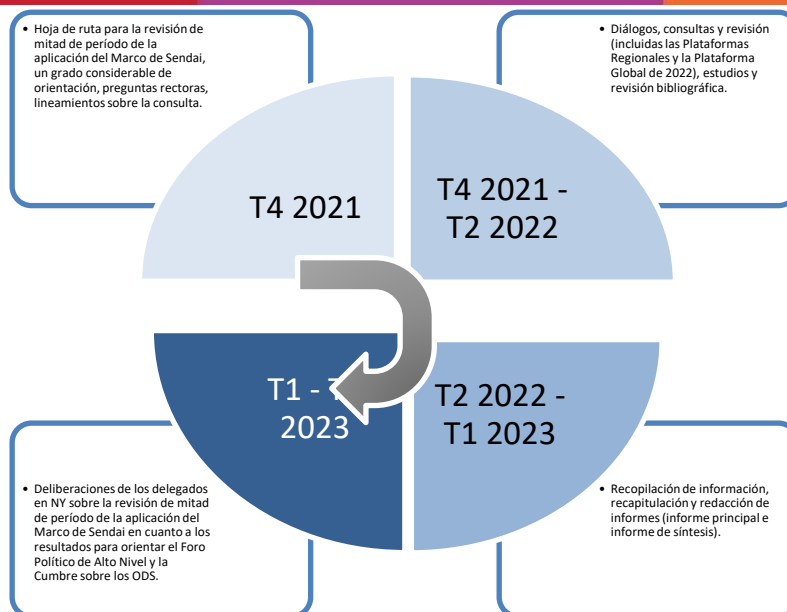 • Hoja de ruta para la revisión de
mitad de período de la
aplicación del Marco de Sendai,
un grado considerable de
orientación, preguntas rectoras,
lineamientos sobre la consulta.
• Diálogos, consultas y revisión
(incluidas las Plataformas
Regionales y la Plataforma
Global de 2022), estudios y
revisión bibliográfica.
T4 2021
T4 2021 -
T2 2022
T1 -
2023
T2 2022 -
T1 2023
• Deliberaciones de los delegados
en NY sobre la revisión de mitad
de período de la aplicación del
Marco de Sendai en cuanto a los
resultados para orientar el Foro
Político de Alto Nivel y la
Cumbre sobre los ODS.
• Recopilación de información,
recapitulación y redacción de
informes (informe principal e
informe de síntesis).